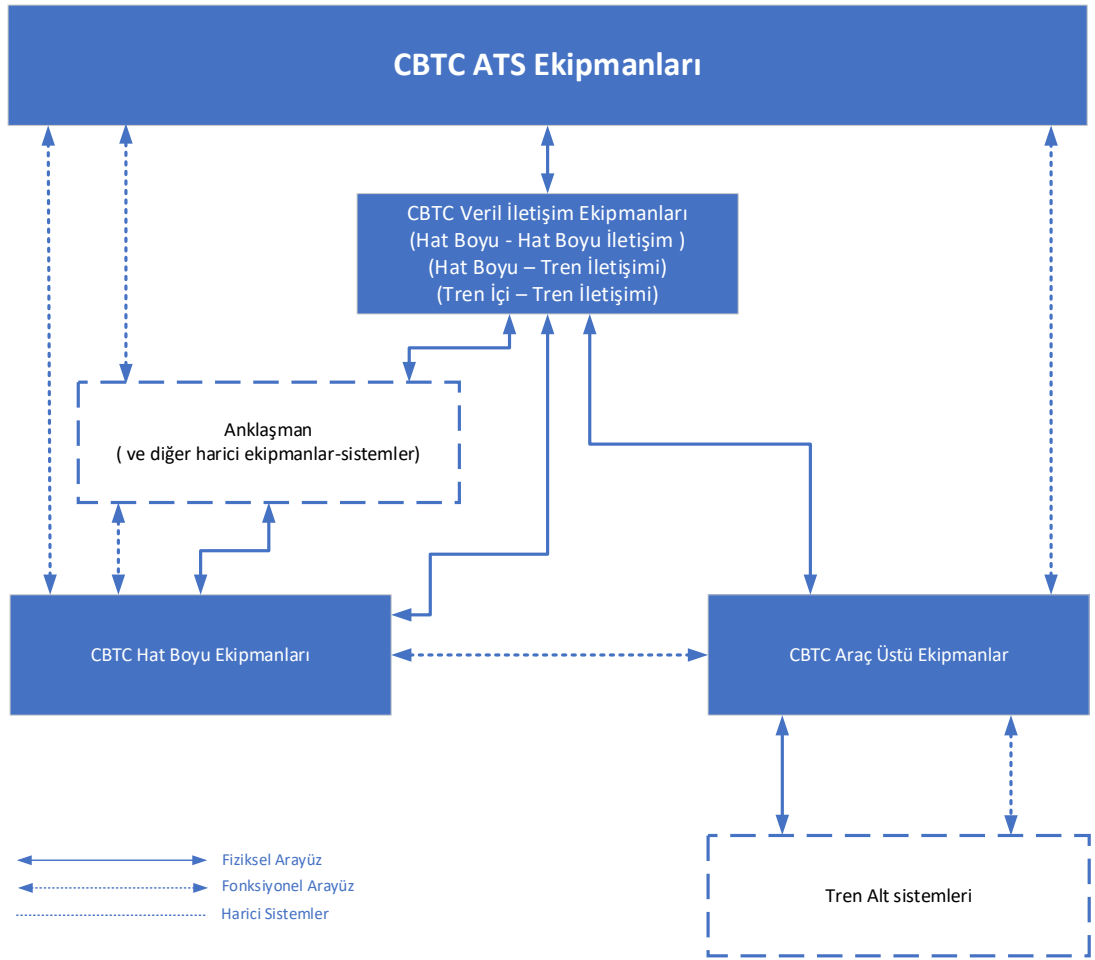 CBTC ATS Ekipmanları
CBTC Veril İletişim Ekipmanları
(Hat Boyu - Hat Boyu İletişim )
(Hat Boyu – Tren İletişimi)
(Tren İçi – Tren İletişimi)
Anklaşman
( ve diğer harici ekipmanlar-sistemler)
CBTC Hat Boyu Ekipmanları
CBTC Araç Üstü Ekipmanlar
Tren Alt sistemleri
Fiziksel Arayüz
Fonksiyonel Arayüz
Harici Sistemler